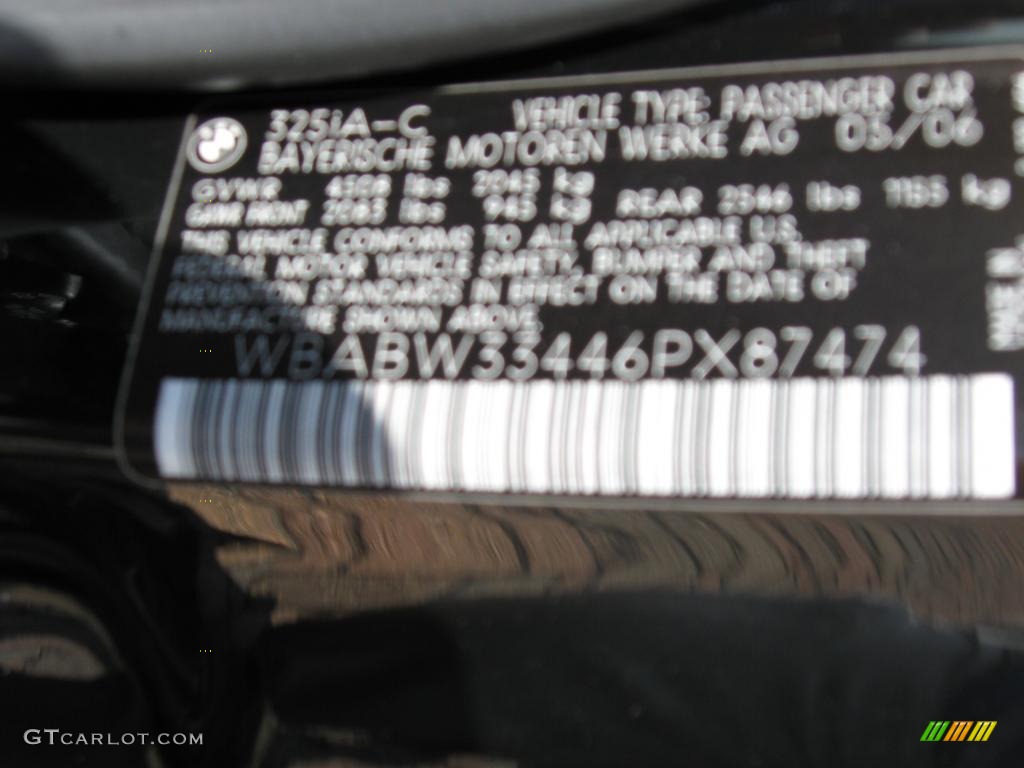 325iA-C VEHICLE TYPE: PASSENGER CAR
BAYERISCHE MOTOREN WERKE AG 05/06
GVWR 4508 lbs 2045 kg
GAWR FRONT 2083 lbs 945 kg REAR 2546 lbs 1155 kg
THIS VEHICLE CONFORMS TO ALL APPLICABLE U.S.
FEDERAL MOTOR VEHICLE SAFETY, BUMPER AND THEFT
PREVENTION STANDARDS IN EFFECT ON THE DATE OF
MANUFACTURE SHOWN ABOVE.
WBABW33446PX87474
GTCARLOT.COM